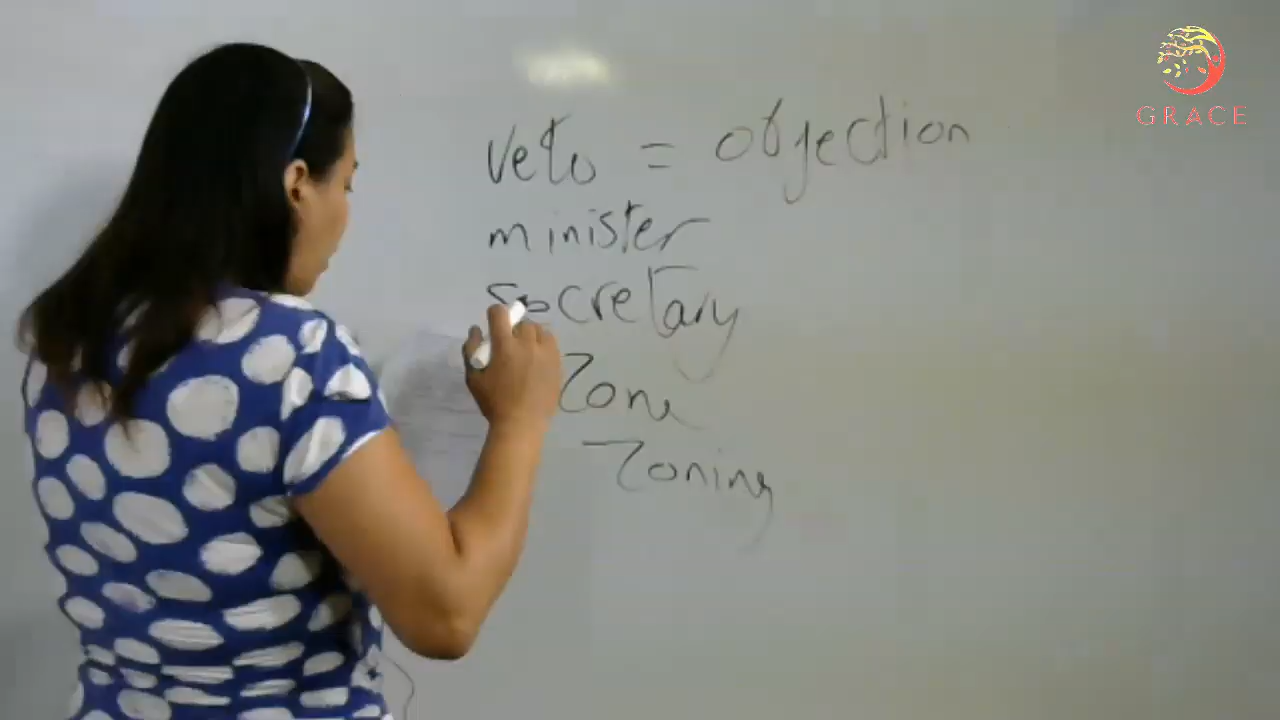 GRACE
veto = objection
minister
secretary
Zone
Zoning